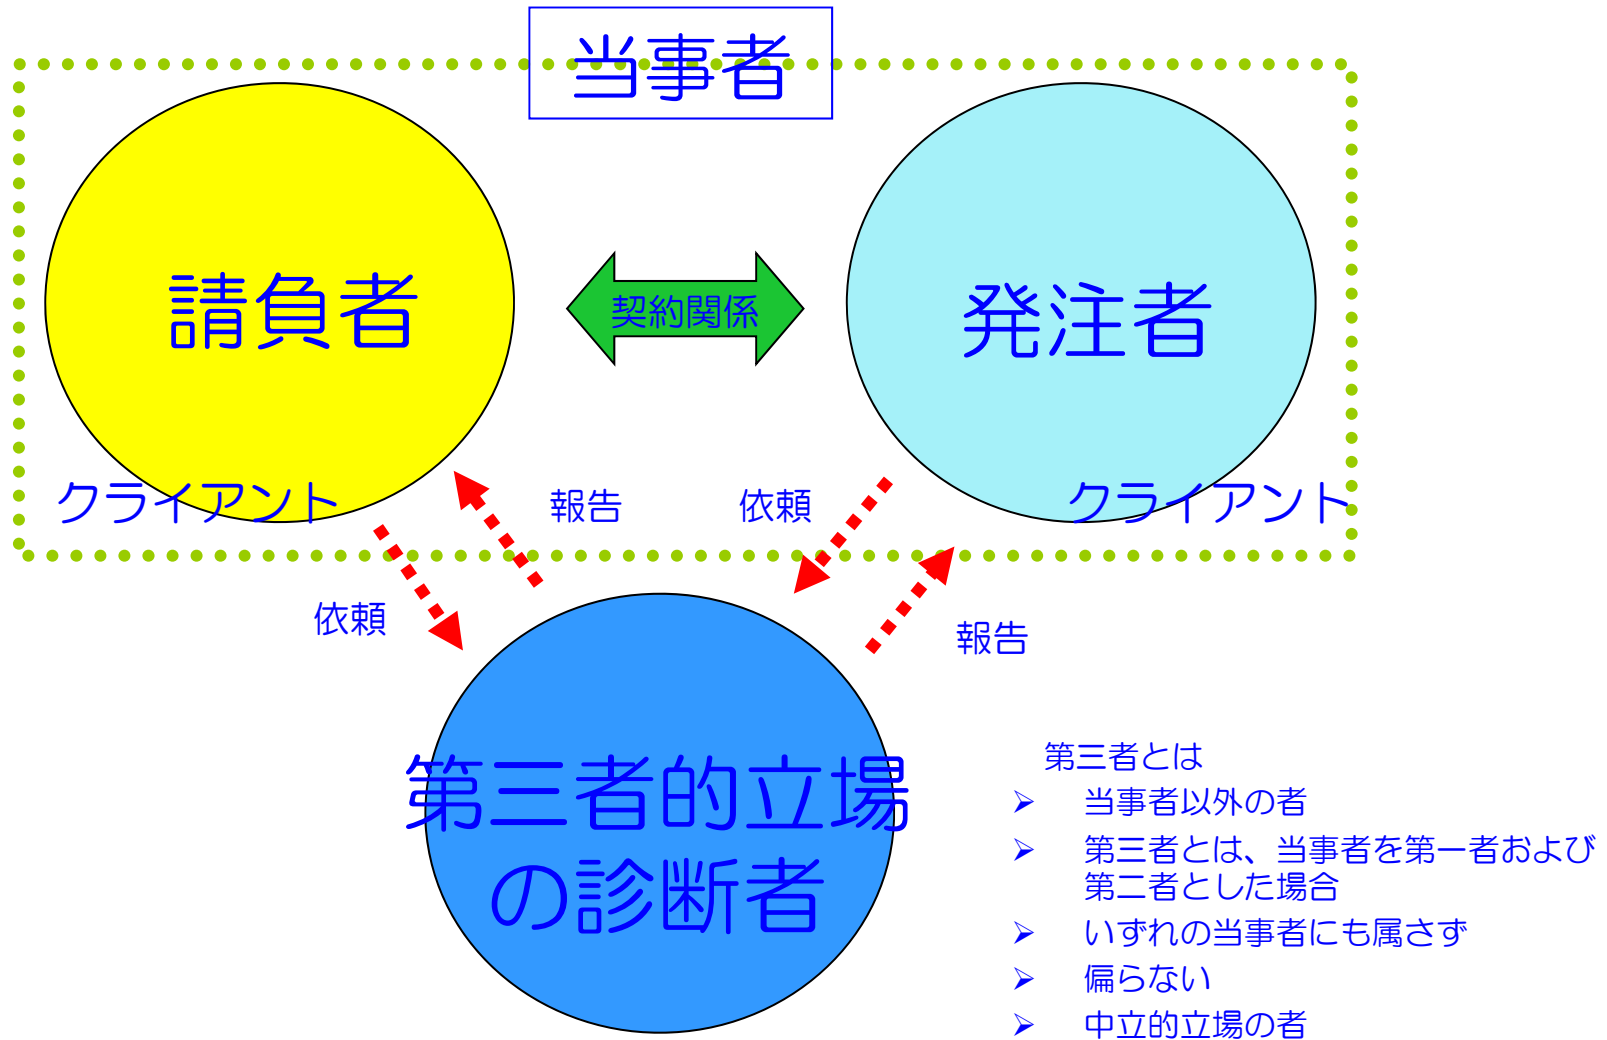 当事者
請負者
契約関係
発注者
クライアント
報告
依頼
クライアント
依頼
報告
第三者的立場
の診断者
第三者とは
➢ 当事者以外の者
➢ 第三者とは、当事者を第一者および
第二者とした場合
➢ いずれの当事者にも属さず
➢ 偏らない
➢ 中立的立場の者